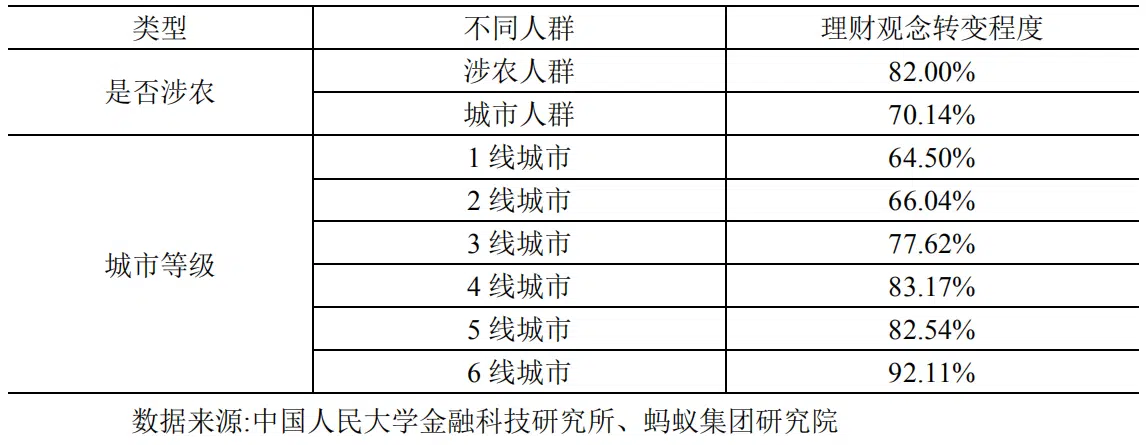 类型 不同人群 理财观念转变程度
是否涉农 涉农人群 82.00%
城市人群 70.14%
城市等级 1 线城市 64.50%
2 线城市 66.04%
3 线城市 77.62%
4 线城市 83.17%
5 线城市 82.54%
6 线城市 92.11%
数据来源:中国人民大学金融科技研究所、蚂蚁集团研究院